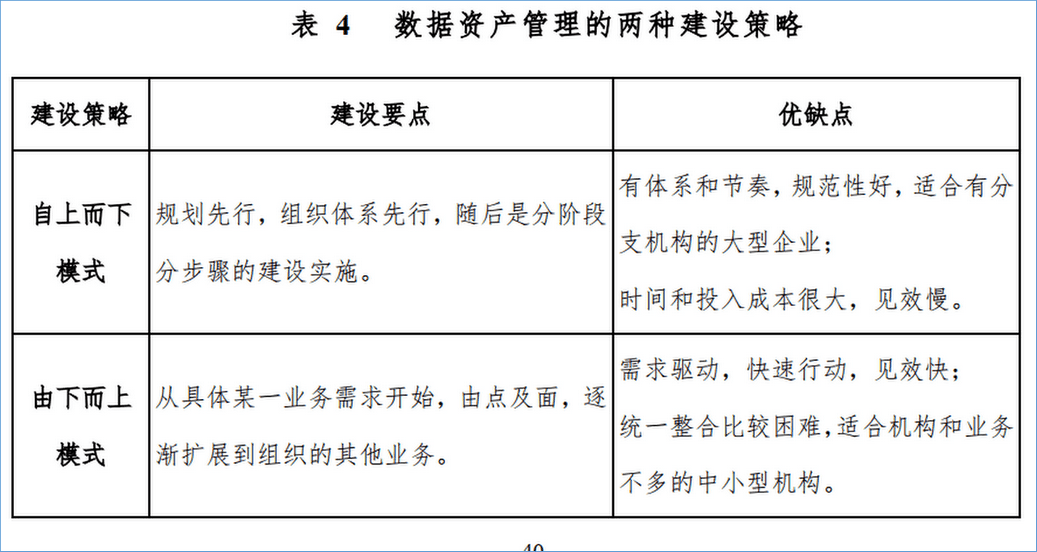 表 4 数据资产管理的两种建设策略
建设策略
建设要点
优缺点
自上而下
模式
规划先行，组织体系先行，随后是分阶段
分步骤的建设实施。
有体系和节奏，规范性好，适合有分
支机构的大型企业；
时间和投入成本很大，见效慢。
由下而上
模式
从具体某一业务需求开始，由点及面，逐
渐扩展到组织的其他业务。
需求驱动，快速行动，见效快；
统一整合比较困难，适合机构和业务
不多的中小型机构。
40